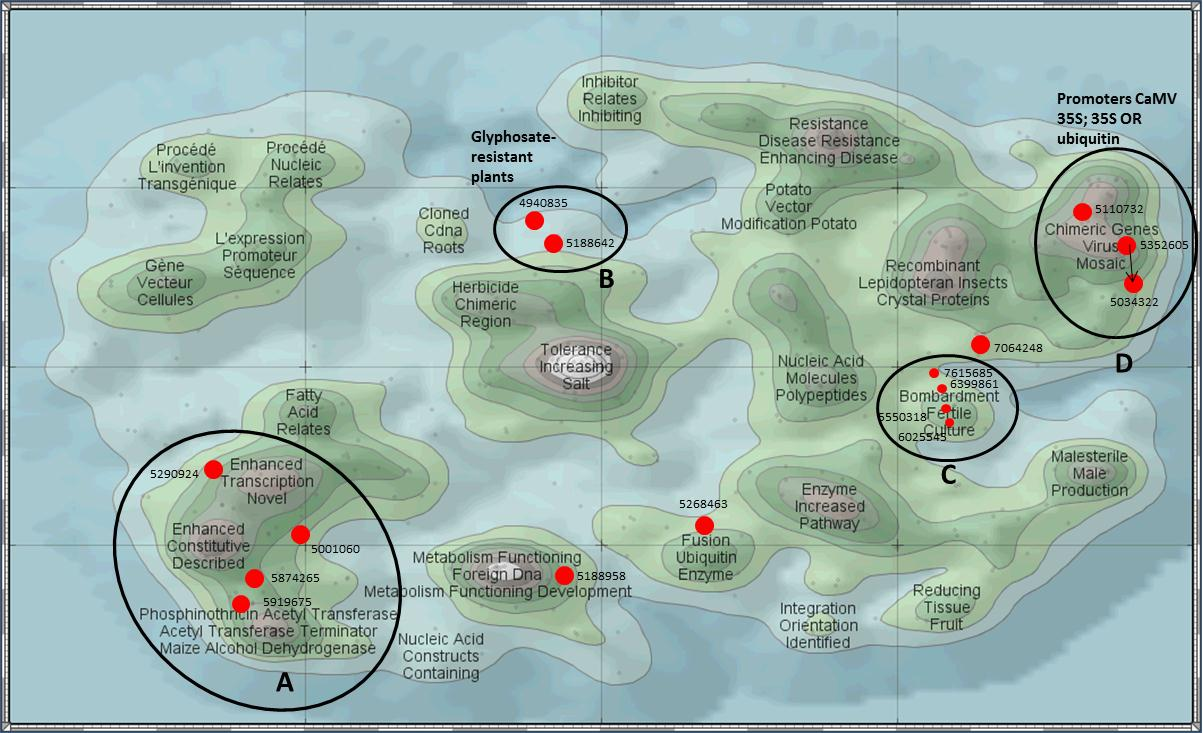 Inhibitor
Relates
Inhibiting
Promoters CaMV
35S; 35S OR
ubiquitin
Resistance
Disease Resistance
Enhancing Disease
Glyphosate-
resistant
plants
Procédé
L'invention
Transgénique
Procédé
Nucleic
Relates
Potato
Vector
Modification Potato
4940835
5188642
B
Cloned
Cdna
Roots
5110732
Chimeric Genes
Virus
Mosaic
5352605
5034322
D
L'expression
Promoteur
Séquence
Gène
Vecteur
Cellules
Recombinant
Lepidopteran Insects
Crystal Proteins
Herbicide
Chimeric
Region
Tolerance
Increasing
Salt
7064248
Nucleic Acid
Molecules
Polypeptides
7615685
6399861
Bombardment
5550318
Fertile
Culture
6025545
C
Fatty
Acid
Relates
5290924
Enhanced
Transcription
Novel
Malesterile
Male
Production
Enzyme
Increased
Pathway
5268463
Fusion
Ubiquitin
Enzyme
Enhanced
Constitutive
Described
5001060
5874265
5919675
Phosphinothricin Acetyl Transferase
Acetyl Transferase Terminator
Maize Alcohol Dehydrogenase
A
Metabolism Functioning
Foreign Dna
5188958
Metabolism Functioning Development
Nucleic Acid
Constructs
Containing
Integration
Orientation
Identified
Reducing
Tissue
Fruit